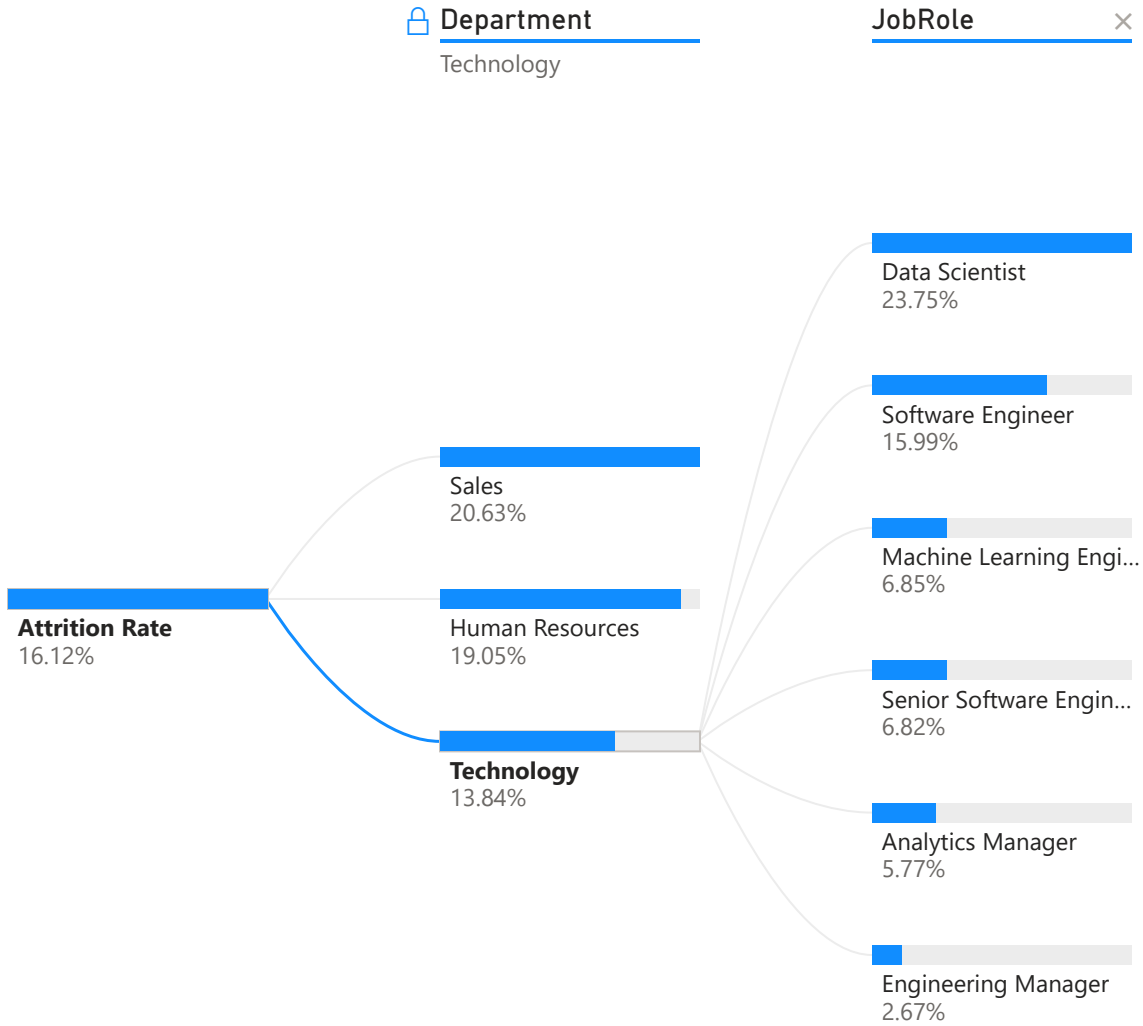 Department
Technology
JobRole
Attrition Rate
16.12%
Sales
20.63%
Human Resources
19.05%
Technology
13.84%
Data Scientist
23.75%
Software Engineer
15.99%
Machine Learning Engi...
6.85%
Senior Software Engin...
6.82%
Analytics Manager
5.77%
Engineering Manager
2.67%